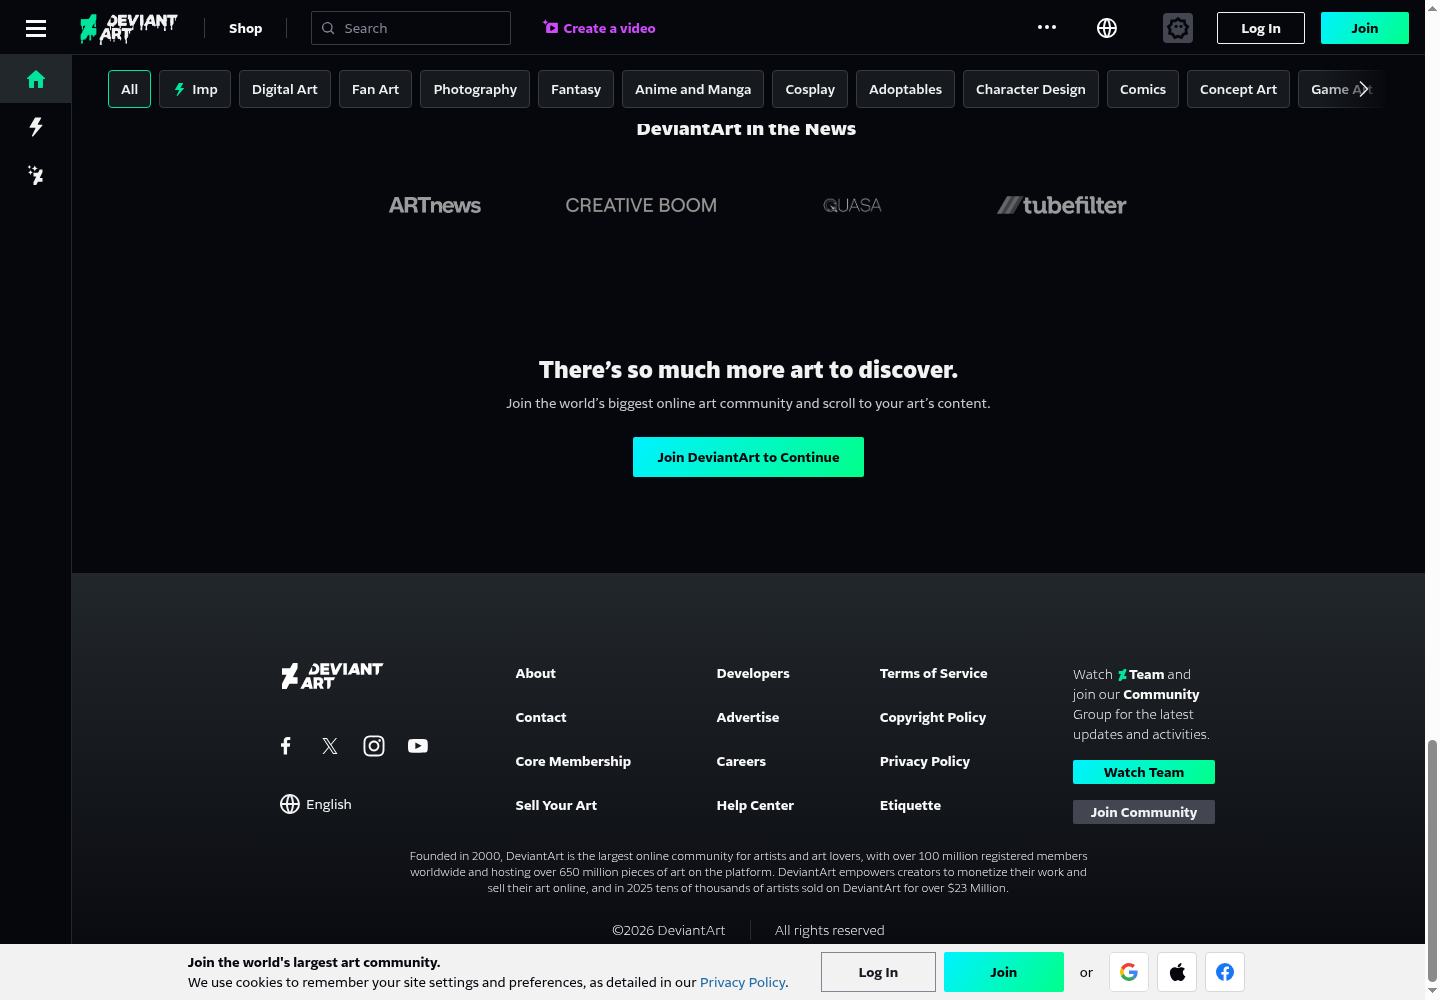 DEVIANT
ART
Shop
Search
Create a video
Log In
Join
All
Imp
Digital Art
Fan Art
Photography
Fantasy
Anime and Manga
Cosplay
Adoptables
Character Design
Comics
Concept Art
Game Art
DeviantArt in the News
ARTnews
CREATIVE BOOM
QUASA
tubefilter
There’s so much more art to discover.
Join the world’s biggest online art community and scroll to your art’s content.
Join DeviantArt to Continue
DEVIANT
ART
English
About
Contact
Core Membership
Sell Your Art
Developers
Advertise
Careers
Help Center
Terms of Service
Copyright Policy
Privacy Policy
Etiquette
Watch Team and
join our Community
Group for the latest
updates and activities.
Watch Team
Join Community
Founded in 2000, DeviantArt is the largest online community for artists and art lovers, with over 100 million registered members
worldwide and hosting over 650 million pieces of art on the platform. DeviantArt empowers creators to monetize their work and
sell their art online, and in 2025 tens of thousands of artists sold on DeviantArt for over $23 Million.
©2026 DeviantArt
All rights reserved
Join the world's largest art community.
We use cookies to remember your site settings and preferences, as detailed in our Privacy Policy.
Log In
Join
or